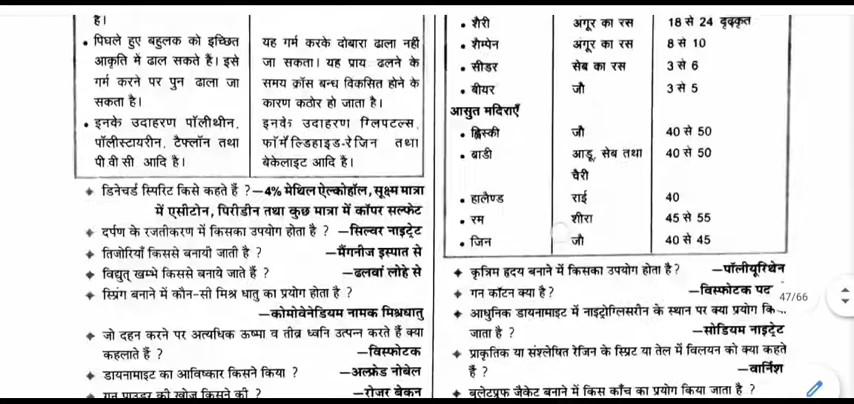 है।
• पिघले हुए बहुलक को इच्छित
आकृति में ढाल सकते हैं। इसे
गर्म करने पर पुन ढाला जा
सकता है।
• इनके उदाहरण पॉलीथीन,
पॉलीस्टायरीन, टैफ्लॉन तथा
पी वी सी आदि है।
यह गर्म करके दोबारा ढाला नहीं
जा सकता। यह प्राय ढलने के
समय क्रॉस बन्ध विकसित होने के
कारण कठोर हो जाता है।
इनके उदाहरण ग्लिपटल्स,
फॉर्मेल्डिहाइड-रेजिन तथा
बेकेलाइट आदि है।
डिनेचर्ड स्पिरिट किसे कहते हैं ?—4% मेथिल ऐल्कोहॉल, सूक्ष्म मात्रा
में एसीटोन, पिरीडीन तथा कुछ मात्रा में कॉपर सल्फेट
दर्पण के रजतीकरण में किसका उपयोग होता है ? —सिल्वर नाइट्रेट
तिजोरियाँ किससे बनायी जाती है ? —मैंगनीज इस्पात से
विद्युत् खम्भे किससे बनाये जाते हैं ? —ढलवां लोहे से
स्प्रिंग बनाने में कौन-सी मिश्र धातु का प्रयोग होता है ?
—कोमोवेनेडियम नामक मिश्रधातु
जो दहन करने पर अत्यधिक ऊष्मा व तीव्र ध्वनि उत्पन्न करते हैं क्या
कहलाते हैं ? —विस्फोटक
डायनामाइट का आविष्कार किसने किया ? —अल्फ्रेड नोबेल
गन पाउडर की खोज किसने की ? —रोजर बेकन
• शैरी अंगूर का रस 18 से 24 दृढ़कृत
• शैम्पेन अंगूर का रस 8 से 10
• सीडर सेब का रस 3 से 6
• बीयर जौ 3 से 5
आसुत मदिराएँ
• ह्विस्की जौ 40 से 50
• बाडी आडू, सेब तथा 40 से 50
चैरी
• हालैण्ड राई 40
• रम शीरा 45 से 55
• जिन जौ 40 से 45
कृत्रिम हृदय बनाने में किसका उपयोग होता है ? —पॉलीयूरिथेन
गन कॉटन क्या है ? —विस्फोटक पद
47/66
आधुनिक डायनामाइट में नाइट्रोग्लिसरीन के स्थान पर क्या प्रयोग कि
जाता है ? —सोडियम नाइट्रेट
प्राकृतिक या संश्लेषित रेजिन के स्प्रिट या तेल में विलयन को क्या कहते
हैं ? —वार्निश
बुलेटप्रूफ जैकेट बनाने में किस काँच का प्रयोग किया जाता है ?